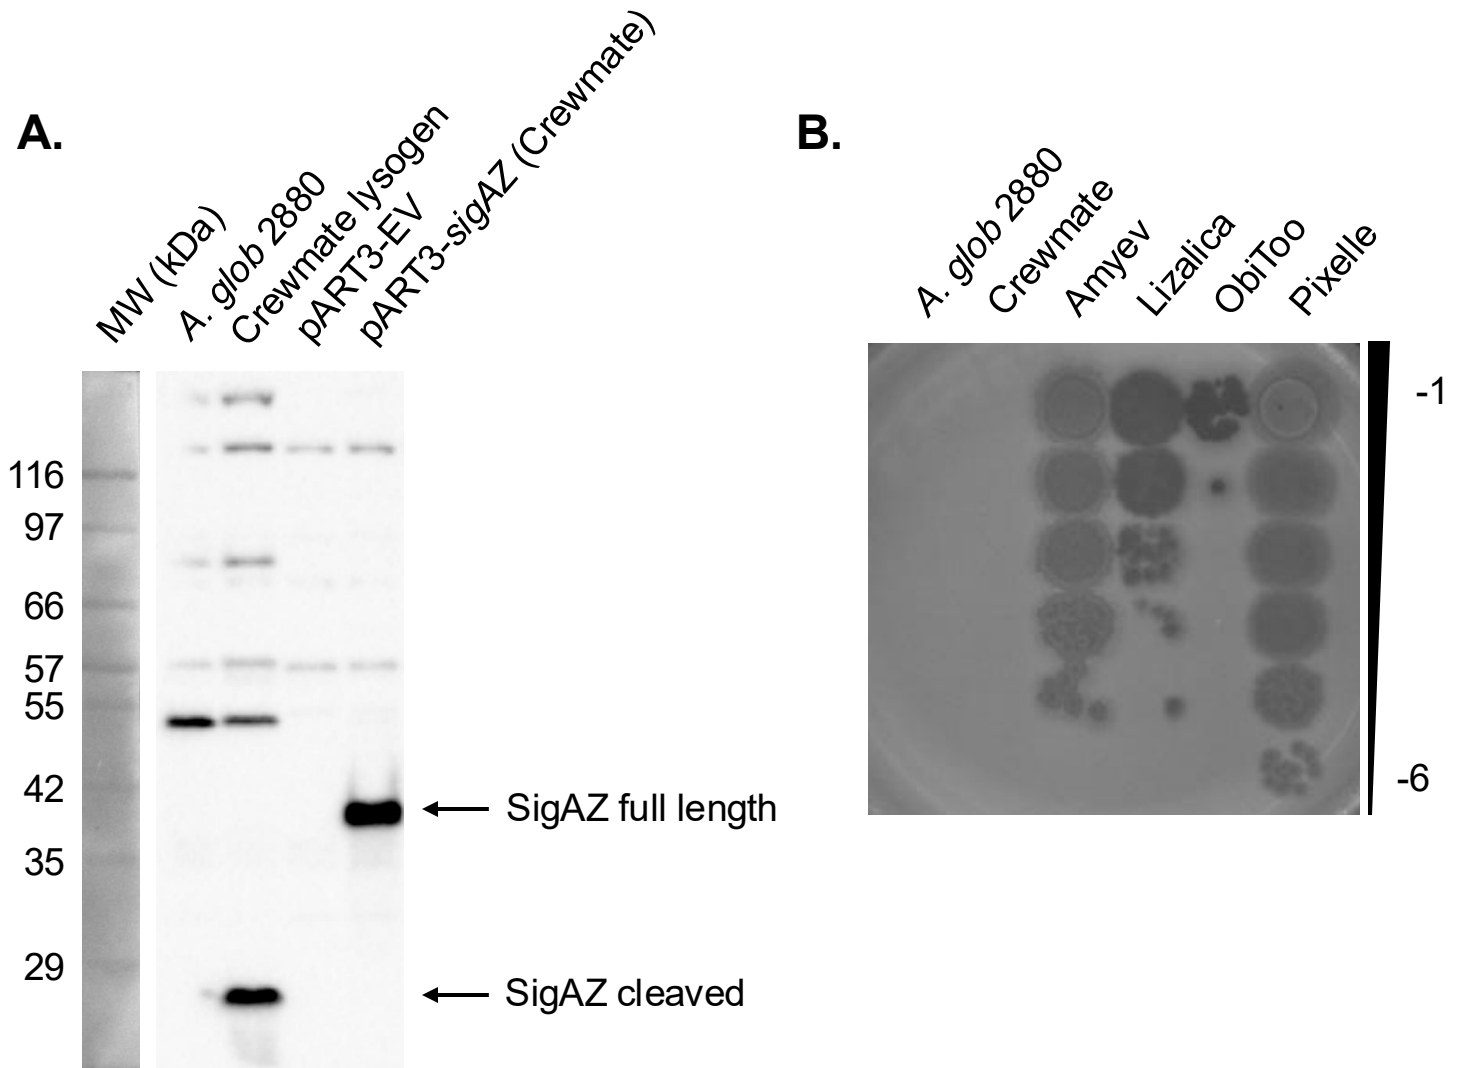 A.
MW (kDa)
A. glob 2880
Crewmate lysogen
pART3-EV
pART3-sigAZ (Crewmate)
116
97
66
57
55
42
35
29
SigAZ full length
SigAZ cleaved
B.
A. glob 2880
Crewmate
Amyev
Lizalica
ObiToo
Pixelle
-1
-6